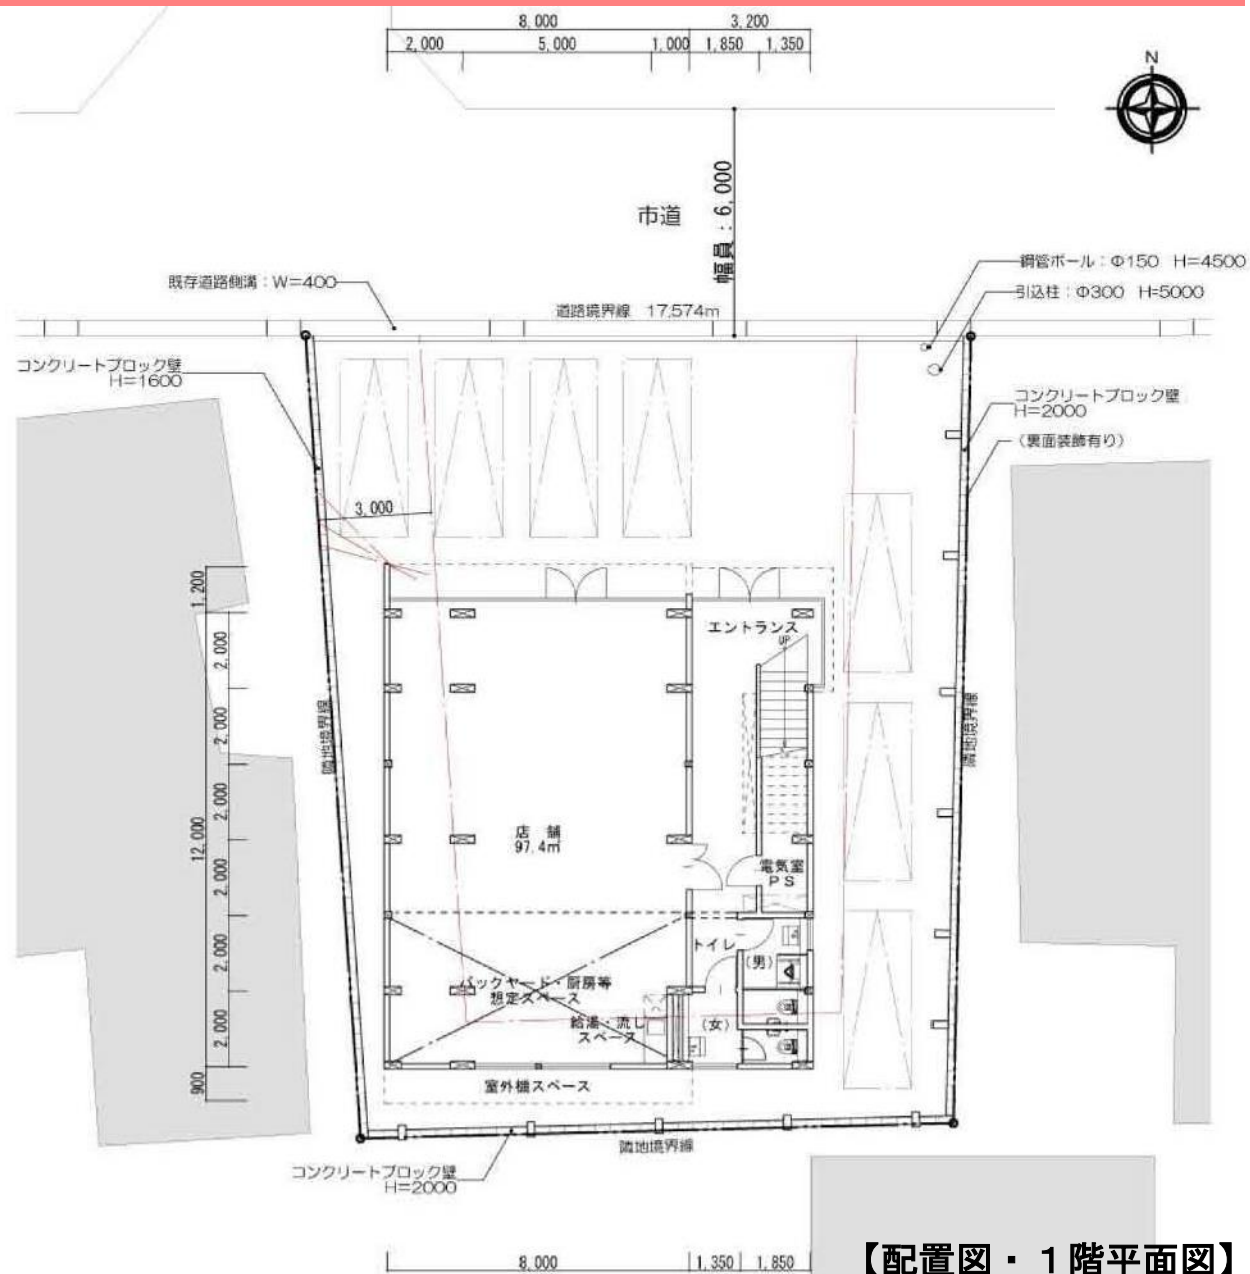 8,000
3,200
2,000
5,000
1,000
1,850
1,350
N
市道
幅員：6,000
鋼管ポール：Φ150 H=4500
既存道路側溝：W=400
引込柱：Φ300 H=5000
道路境界線 17.574m
コンクリートブロック壁
H=1600
コンクリートブロック壁
H=2000
（裏面装飾有り）
3,000
1,200
2,000
2,000
2,000
2,000
2,000
2,000
12,000
900
エントランス
UP
隣地境界線
隣地境界線
店 舗
97.4㎡
電気室
ＰＳ
トイレ
(男)
バックヤード・厨房等
想定スペース
給湯・流し
スペース
(女)
室外機スペース
隣地境界線
コンクリートブロック壁
H=2000
8,000
1,350
1,850
【配置図・１階平面図】